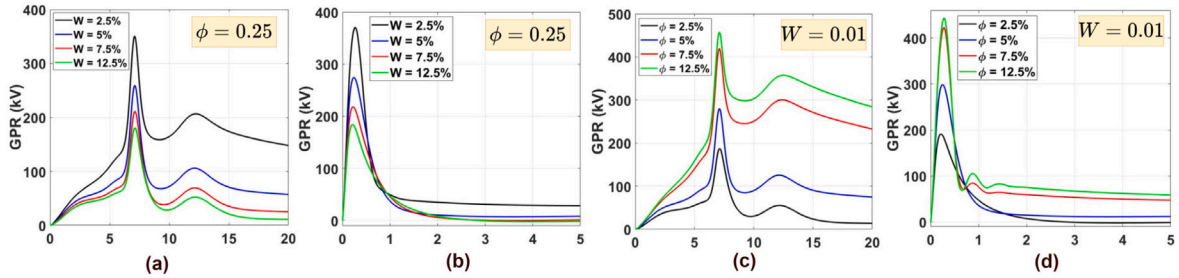 400
300
200
100
0
GPR (kV)
W = 2.5%
W = 5%
W = 7.5%
W = 12.5%
ϕ = 0.25
0 5 10 15 20
(a)
400
300
200
100
0
GPR (kV)
W = 2.5%
W = 5%
W = 7.5%
W = 12.5%
ϕ = 0.25
0 1 2 3 4 5
(b)
500
400
300
200
100
0
GPR (kV)
ϕ = 2.5%
ϕ = 5%
ϕ = 7.5%
ϕ = 12.5%
W = 0.01
0 5 10 15 20
(c)
400
300
200
100
0
GPR (kV)
ϕ = 2.5%
ϕ = 5%
ϕ = 7.5%
ϕ = 12.5%
W = 0.01
0 1 2 3 4 5
(d)